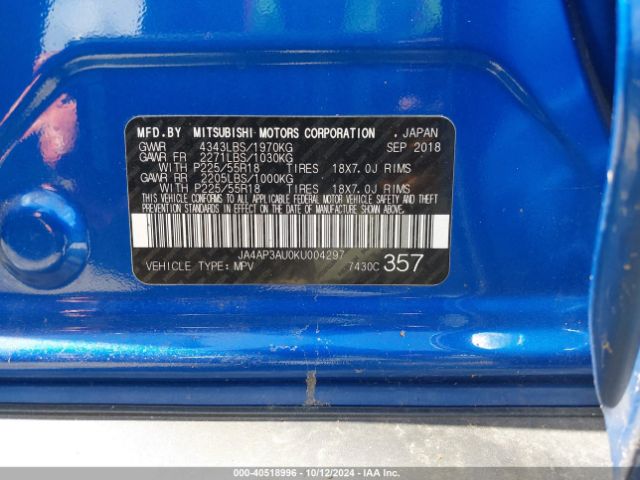 MFD.BY MITSUBISHI MOTORS CORPORATION . JAPAN
GVWR 4343LBS/1970KG SEP 2018
GAWR FR 2271LBS/1030KG
WITH P225/55R18 TIRES 18X7.0J RIMS
GAWR RR 2205LBS/1000KG
WITH P225/55R18 TIRES 18X7.0J RIMS
THIS VEHICLE CONFORMS TO ALL APPLICABLE FEDERAL MOTOR VEHICLE SAFETY AND THEFT
PREVENTION STANDARDS IN EFFECT ON THE DATE OF MANUFACTURE SHOWN ABOVE.
JA4AP3AU0KU004297
VEHICLE TYPE: MPV 7430C 357
000-40518996 - 10/12/2024 - IAA Inc.